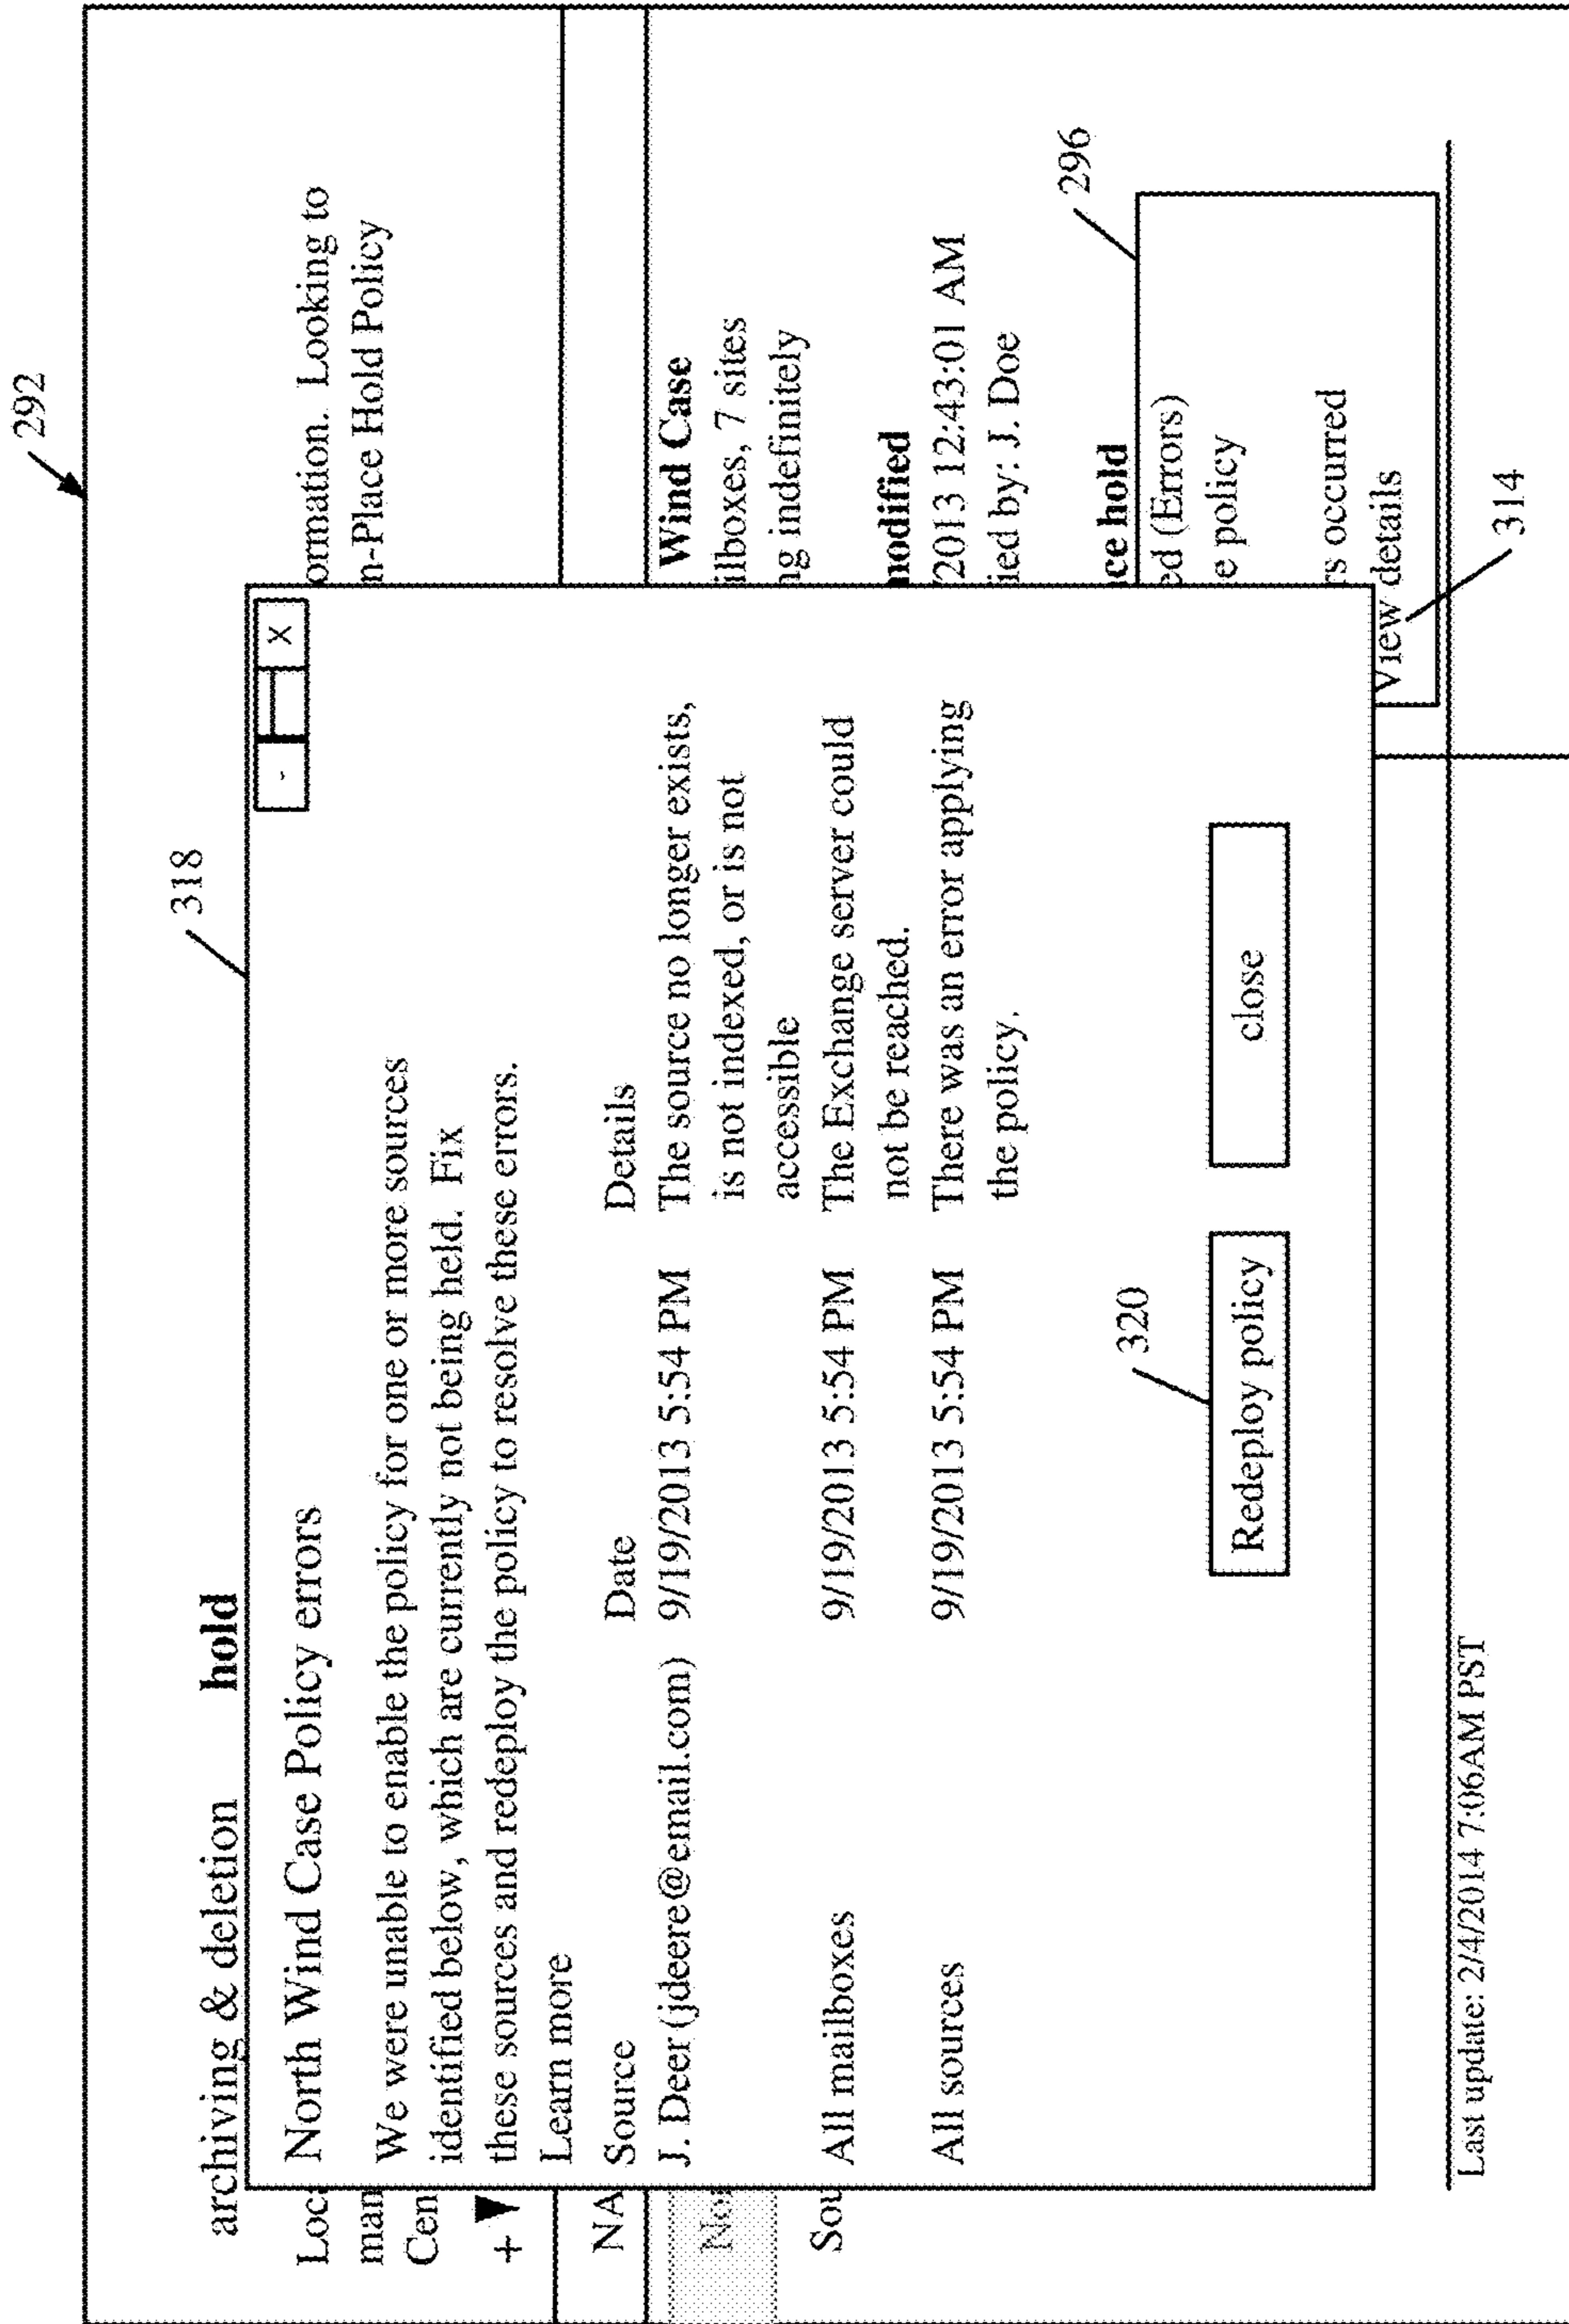 292
archiving & deletion hold
318
Loc
man
Cen
+
NA
Nor
Sou
ormation. Looking to
n-Place Hold Policy
- X
North Wind Case Policy errors
We were unable to enable the policy for one or more sources
identified below, which are currently not being held. Fix
these sources and redeploy the policy to resolve these errors.
Learn more
Source Date Details
J. Deer (jdeere@email.com) 9/19/2013 5:54 PM The source no longer exists,
is not indexed, or is not
accessible
All mailboxes 9/19/2013 5:54 PM The Exchange server could
not be reached.
All sources 9/19/2013 5:54 PM There was an error applying
the policy.
320
Redeploy policy close
Wind Case
ilboxes, 7 sites
ng indefinitely
modified
2013 12:43:01 AM
ied by: J. Doe
296
ce hold
ed (Errors)
e policy
rs occurred
View details
314
Last update: 2/4/2014 7:06AM PST